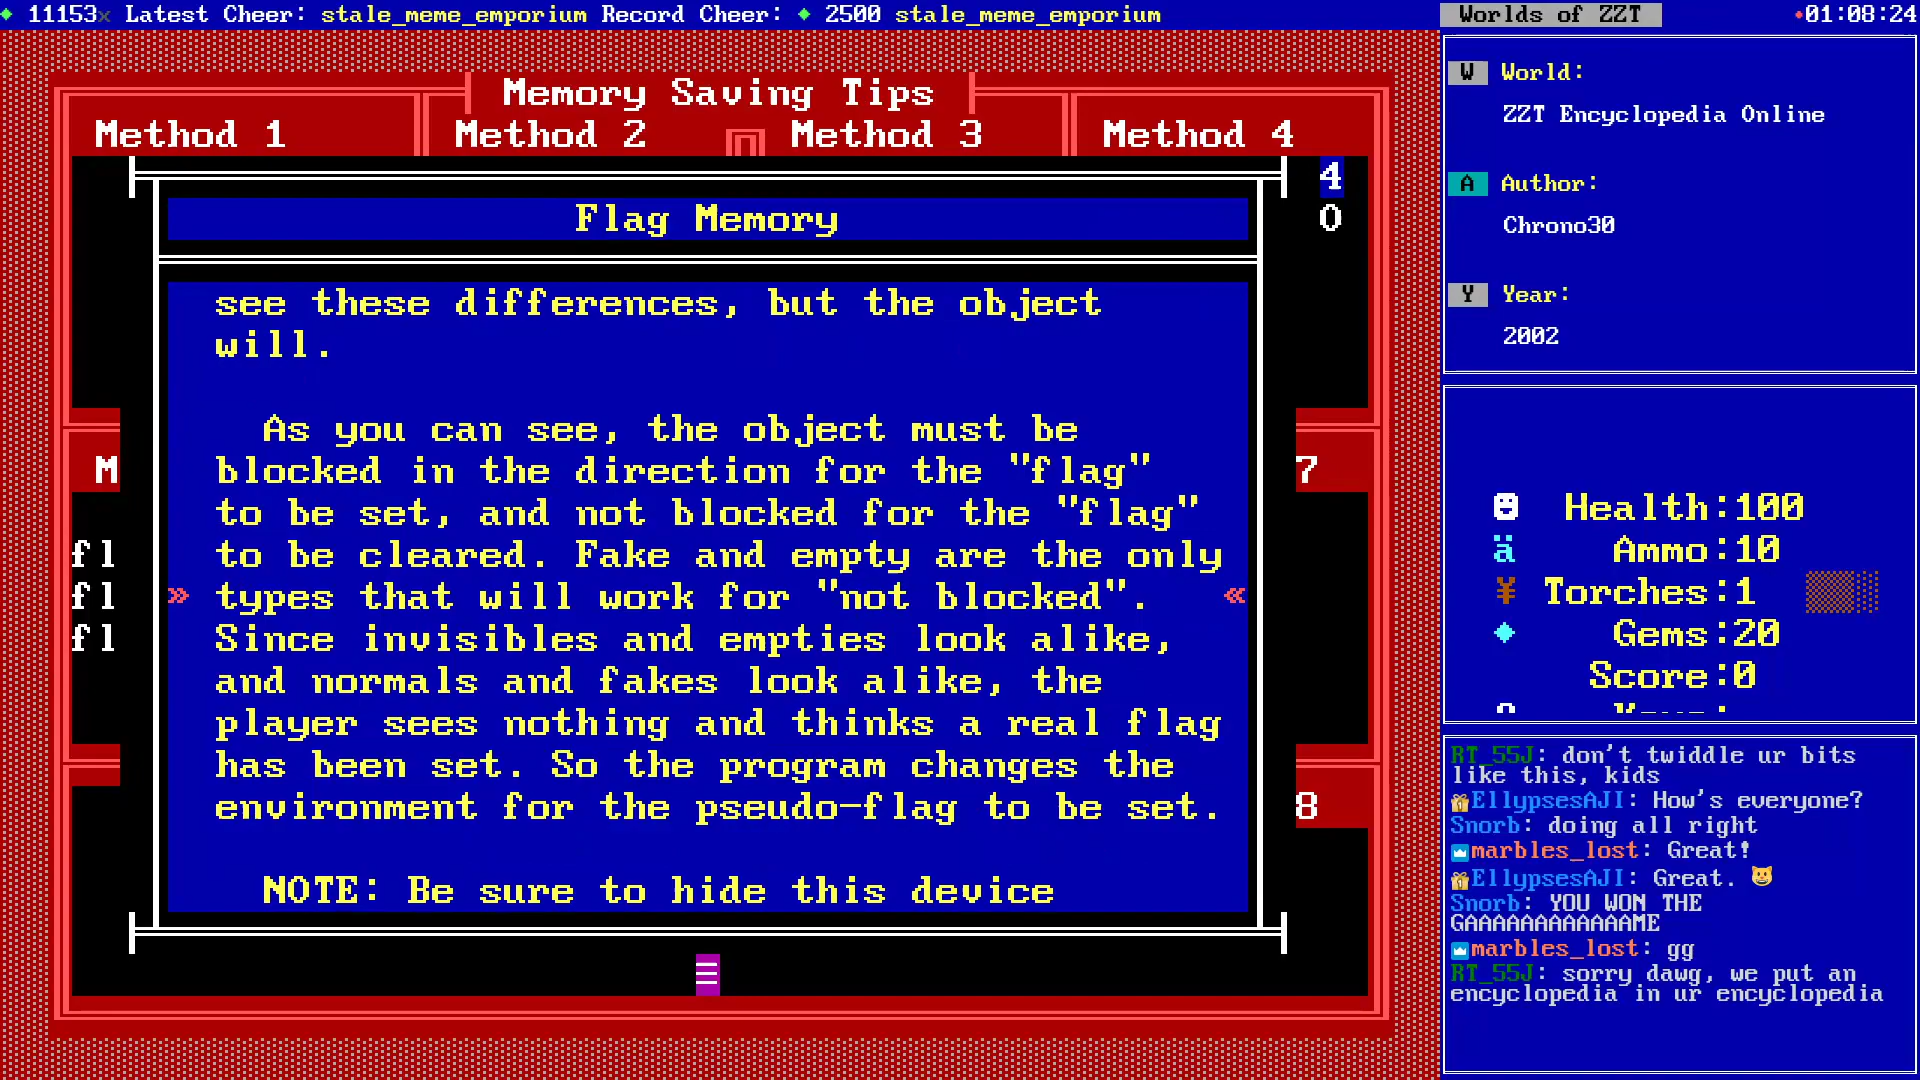 11153x Latest Cheer: stale_meme_emporium Record Cheer: 2500 stale_meme_emporium
Worlds of ZZT
01:08:24
Memory Saving Tips
Method 1 Method 2 Method 3 Method 4
4
0
Flag Memory
see these differences, but the object
will.
As you can see, the object must be
blocked in the direction for the "flag"
M
7
to be set, and not blocked for the "flag"
to be cleared. Fake and empty are the only
fl
» types that will work for "not blocked". «
fl
Since invisibles and empties look alike,
fl
and normals and fakes look alike, the
player sees nothing and thinks a real flag
has been set. So the program changes the
environment for the pseudo-flag to be set.
8
NOTE: Be sure to hide this device
W World:
ZZT Encyclopedia Online
A Author:
Chrono30
Y Year:
2002
Health:100
Ammo:10
Torches:1
Gems:20
Score:0
RT_55J: don't twiddle ur bits
like this, kids
EllypsesAJI: How's everyone?
Snorb: doing all right
marbles_lost: Great!
EllypsesAJI: Great.
Snorb: YOU WON THE
GAAAAAAAAAAAAME
marbles_lost: gg
RT_55J: sorry dawg, we put an
encyclopedia in ur encyclopedia